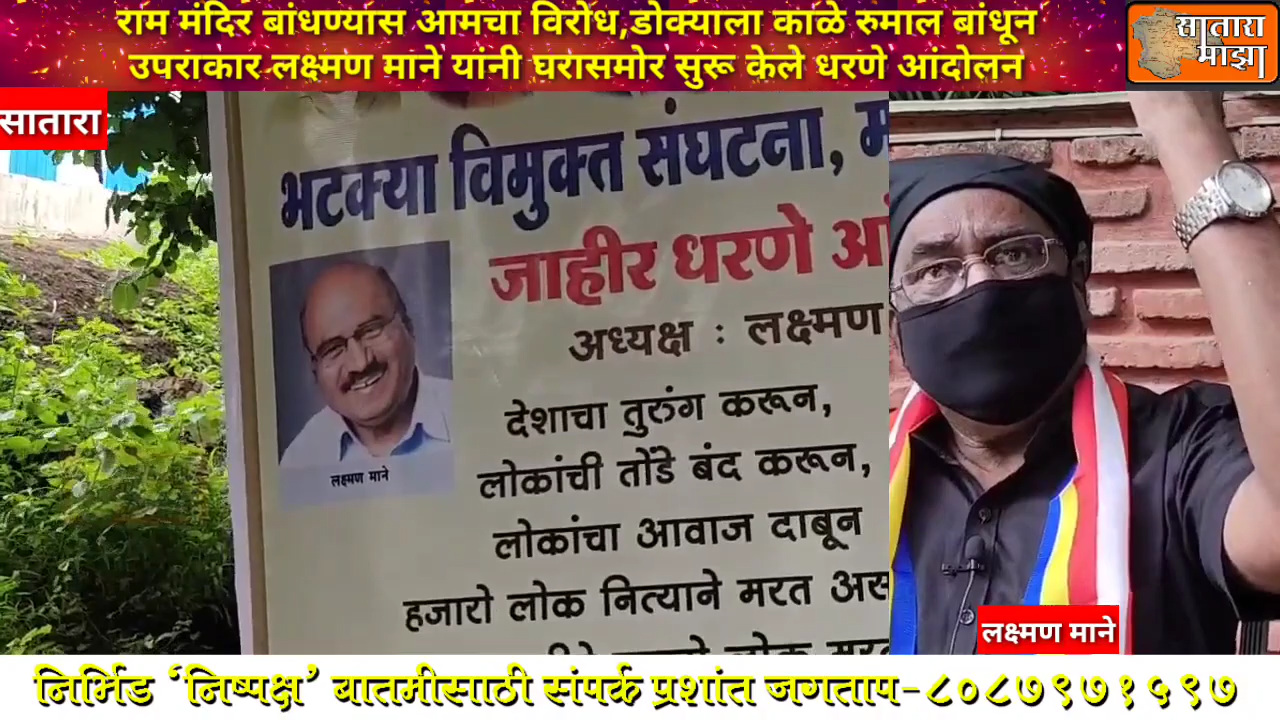 राम मंदिर बांधण्यास आमचा विरोध,डोक्याला काळे रुमाल बांधून
उपराकार लक्ष्मण माने यांनी घरासमोर सुरू केले धरणे आंदोलन
सातारा
माझा
सातारा
भटक्या विमुक्त संघटना,
जाहीर धरणे
अध्यक्ष : लक्ष्मण
देशाचा तुरुंग करून,
लोकांची तोंडे बंद करून,
लोकांचा आवाज दाबून
हजारो लोक नित्याने मरत
लक्ष्मण माने
लक्ष्मण माने
निर्भिड ‘निष्पक्ष’ बातमीसाठी संपर्क प्रशांत जगताप-८०८७९७१५९७